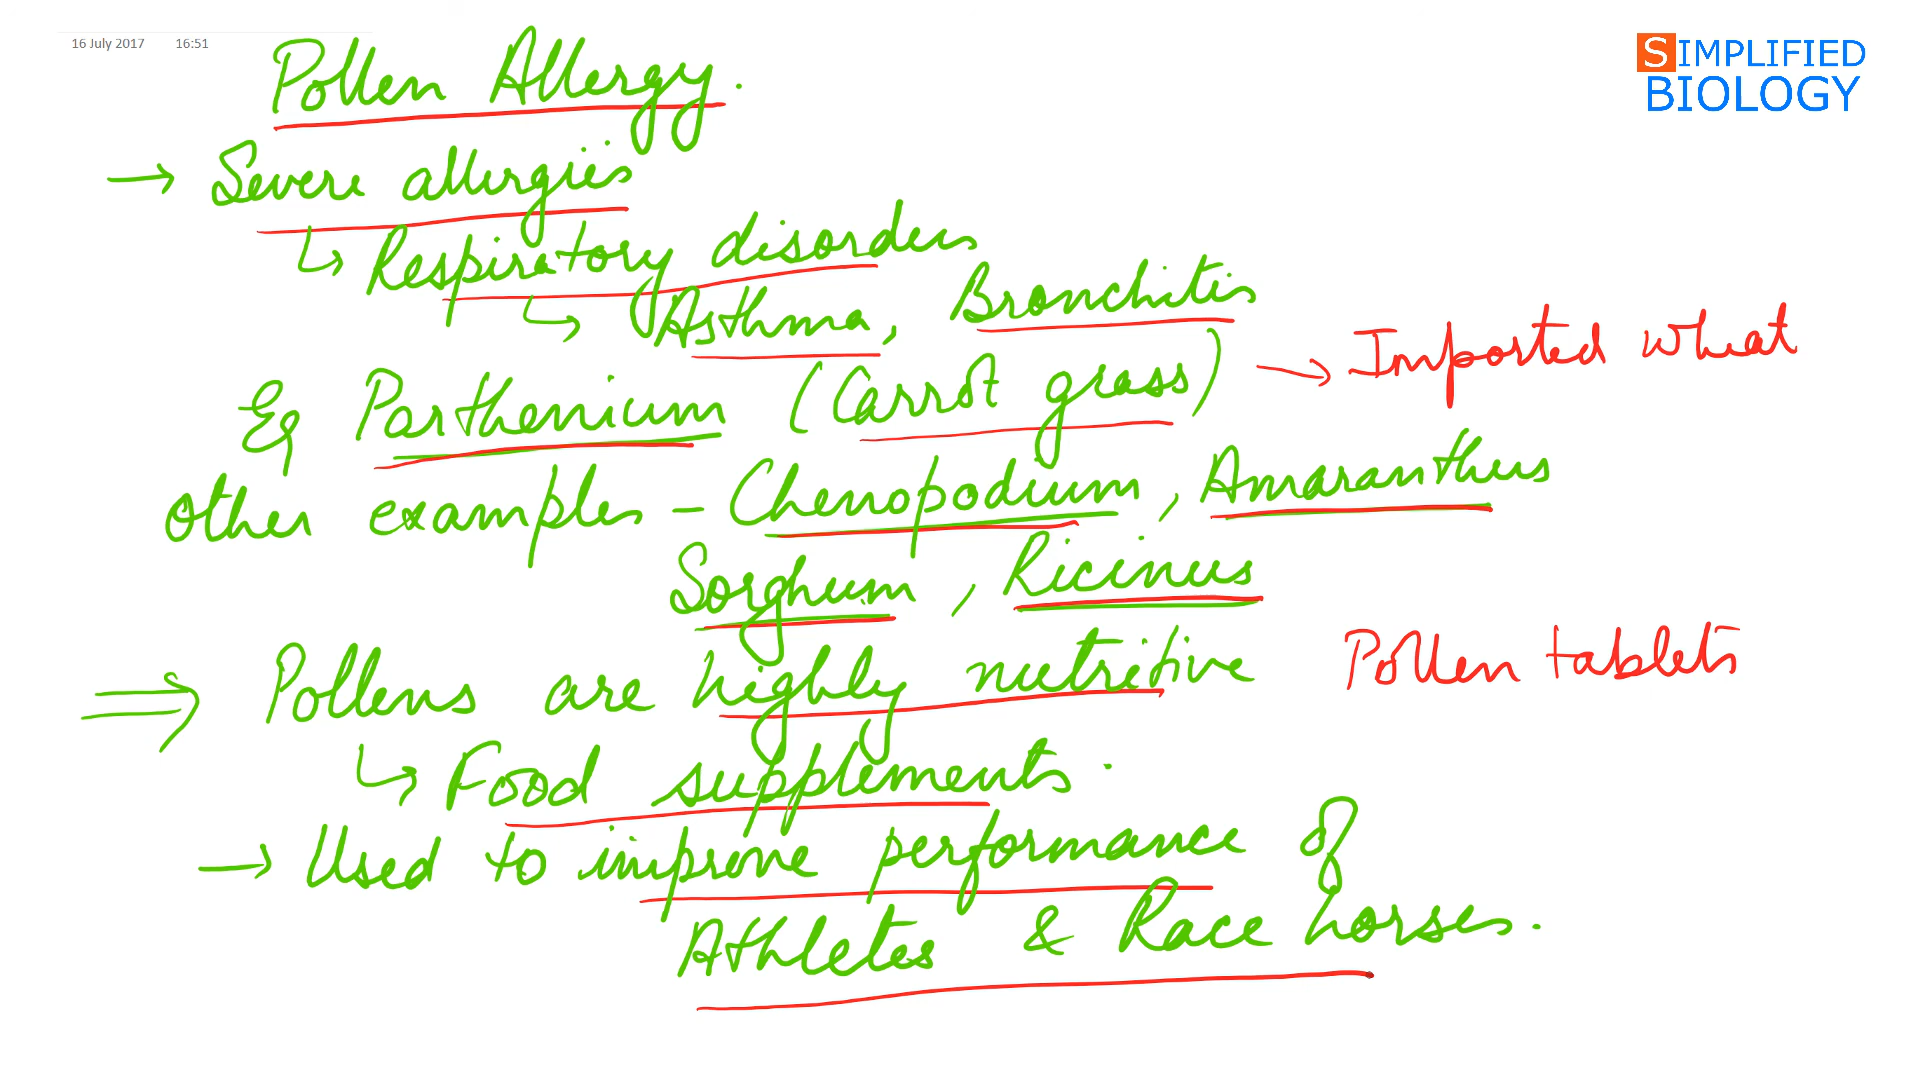 16 July 2017 16:51
SIMPLIFIED
BIOLOGY
Pollen Allergy.
→ Severe allergies
↳ Respiratory disorders
↳ Asthma, Bronchitis
Eg Parthenium (Carrot grass) → Imported wheat
other examples - Chenopodium, Amaranthus
Sorghum, Ricinus
⇒ Pollens are highly nutritive Pollen tablets
↳ Food supplements.
→ Used to improve performance of
Athletes & Race horses.